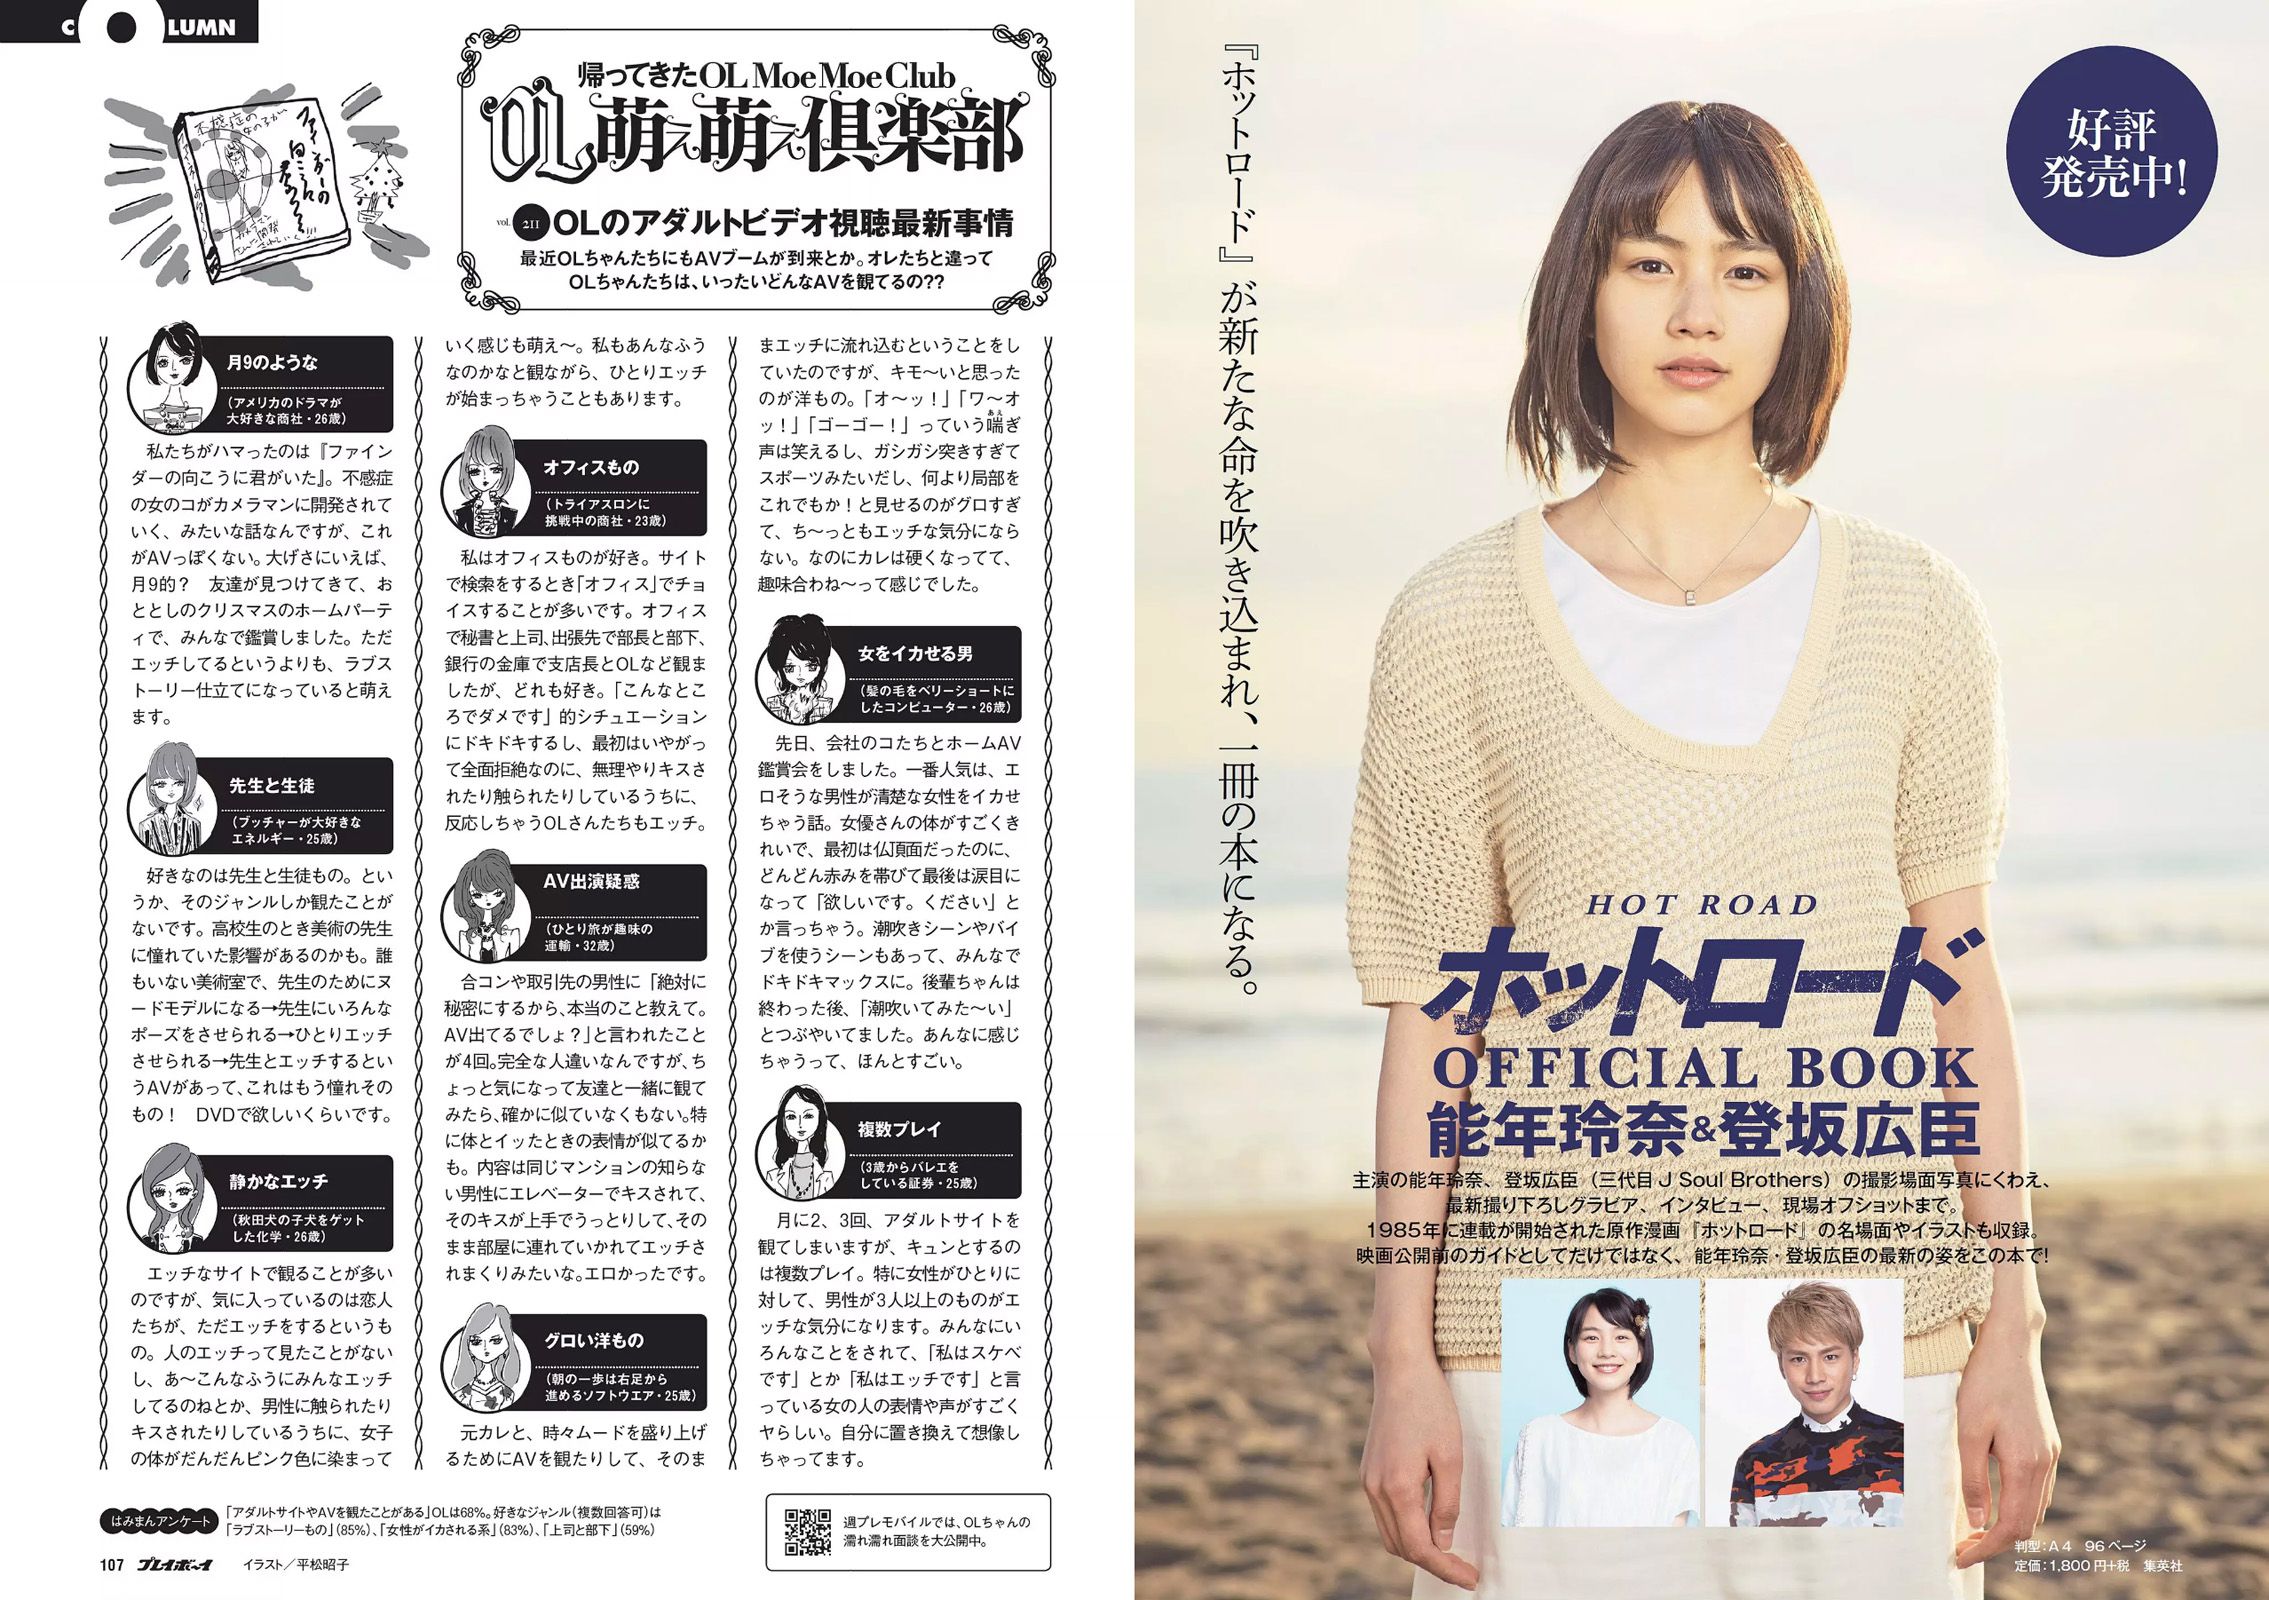 COLUMN
帰ってきたOL Moe Moe Club
OL萌え萌え倶楽部
vol. 211 OLのアダルトビデオ視聴最新事情
最近OLちゃんたちにもAVブームが到来とか。オレたちと違って
OLちゃんたちは、いったいどんなAVを観てるの??
月9のような
(アメリカのドラマが
大好きな商社・26歳)
私たちがハマったのは『ファイン
ダーの向こうに君がいた』。不感症
の女のコがカメラマンに開発されて
いく、みたいな話なんですが、これ
がAVっぽくない。大げさにいえば、
月9的? 友達が見つけてきて、お
ととしのクリスマスのホームパーテ
ィで、みんなで鑑賞しました。ただ
エッチしてるというよりも、ラブス
トーリー仕立てになっていると萌え
ます。
先生と生徒
(ブッチャーが大好きな
エネルギー・25歳)
好きなのは先生と生徒もの。とい
うか、そのジャンルしか観たことが
ないです。高校生のとき美術の先生
に憧れていた影響があるのかも。誰
もいない美術室で、先生のためにヌ
ードモデルになる→先生にいろんな
ポーズをさせられる→ひとりエッチ
させられる→先生とエッチするとい
うAVがあって、これはもう憧れその
もの! DVDで欲しいくらいです。
静かなエッチ
(秋田犬の子犬をゲット
した化学・26歳)
エッチなサイトで観ることが多い
のですが、気に入っているのは恋人
たちが、ただエッチをするというも
の。人のエッチって見たことがない
し、あ〜こんなふうにみんなエッチ
してるのねとか、男性に触られたり
キスされたりしているうちに、女子
の体がだんだんピンク色に染まって
いく感じも萌え〜。私もあんなふう
なのかなと観ながら、ひとりエッチ
が始まっちゃうこともあります。
オフィスもの
(トライアスロンに
挑戦中の商社・23歳)
私はオフィスものが好き。サイト
で検索をするとき「オフィス」でチョ
イスすることが多いです。オフィス
で秘書と上司、出張先で部長と部下、
銀行の金庫で支店長とOLなど観ま
したが、どれも好き。「こんなとこ
ろでダメです」的シチュエーション
にドキドキするし、最初はいやがっ
て全面拒絶なのに、無理やりキスさ
れたり触られたりしているうちに、
反応しちゃうOLさんたちもエッチ。
AV出演疑惑
(ひとり旅が趣味の
運輸・32歳)
合コンや取引先の男性に「絶対に
秘密にするから、本当のこと教えて。
AV出てるでしょ?」と言われたこと
が4回。完全な人違いなんですが、ち
ょっと気になって友達と一緒に観て
みたら、確かに似ていなくもない。特
に体とイッたときの表情が似てるか
も。内容は同じマンションの知らな
い男性にエレベーターでキスされて、
そのキスが上手でうっとりして、その
まま部屋に連れていかれてエッチさ
れまくりみたいな。エロかったです。
グロい洋もの
(朝の一歩は右足から
進めるソフトウエア・25歳)
元カレと、時々ムードを盛り上げ
るためにAVを観たりして、そのま
まエッチに流れ込むということをし
ていたのですが、キモ〜いと思った
のが洋もの。「オ〜ッ!」「ワ〜オ
ッ!」「ゴーゴー!」っていう喘ぎ
声は笑えるし、ガシガシ突きすぎて
スポーツみたいだし、何より局部を
これでもか!と見せるのがグロすぎ
て、ち〜っともエッチな気分になら
ない。なのにカレは硬くなってて、
趣味合わね〜って感じでした。
女をイカせる男
(髪の毛をベリーショートに
したコンピューター・26歳)
先日、会社のコたちとホームAV
鑑賞会をしました。一番人気は、エ
ロそうな男性が清楚な女性をイカせ
ちゃう話。女優さんの体がすごくき
れいで、最初は仏頂面だったのに、
どんどん赤みを帯びて最後は涙目に
なって「欲しいです。ください」と
か言っちゃう。潮吹きシーンやバイ
ブを使うシーンもあって、みんなで
ドキドキマックスに。後輩ちゃんは
終わった後、「潮吹いてみた〜い」
とつぶやいてました。あんなに感じ
ちゃうって、ほんとすごい。
複数プレイ
(3歳からバレエを
している証券・25歳)
月に2、3回、アダルトサイトを
観てしまいますが、キュンとするの
は複数プレイ。特に女性がひとりに
対して、男性が3人以上のものがエ
ッチな気分になります。みんなにい
ろんなことをされて、「私はスケベ
です」とか「私はエッチです」と言
っている女の人の表情や声がすごく
ヤらしい。自分に置き換えて想像し
ちゃってます。
はみまんアンケート
「アダルトサイトやAVを観たことがある」OLは68%。好きなジャンル(複数回答可)は
「ラブストーリーもの」(85%)、「女性がイカされる系」(83%)、「上司と部下」(59%)
週プレモバイルでは、OLちゃんの
濡れ濡れ面談を大公開中。
107 プレイボーイ イラスト/平松昭子
『ホットロード』が新たな命を吹き込まれ、一冊の本になる。
好評
発売中!
HOT ROAD
ホットロード
OFFICIAL BOOK
能年玲奈&登坂広臣
主演の能年玲奈、登坂広臣(三代目 J Soul Brothers)の撮影場面写真にくわえ、
最新撮り下ろしグラビア、インタビュー、現場オフショットまで。
1985年に連載が開始された原作漫画『ホットロード』の名場面やイラストも収録。
映画公開前のガイドとしてだけではなく、能年玲奈・登坂広臣の最新の姿をこの本で!
判型:A4 96ページ
定価:1,800円+税 集英社